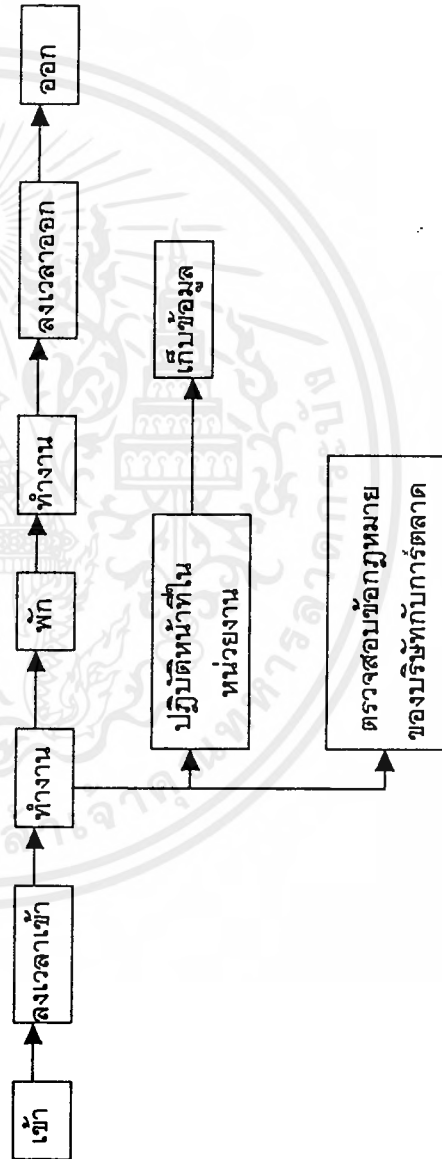 เข้า
ลงเวลาเข้า
ทำงาน
พัก
ทำงาน
ลงเวลาออก
ออก
ปฏิบัติหน้าที่ใน
หน่วยงาน
เก็บข้อมูล
ตรวจสอบข้อกฎหมาย
ของบริษัทกับการ์ตลาด